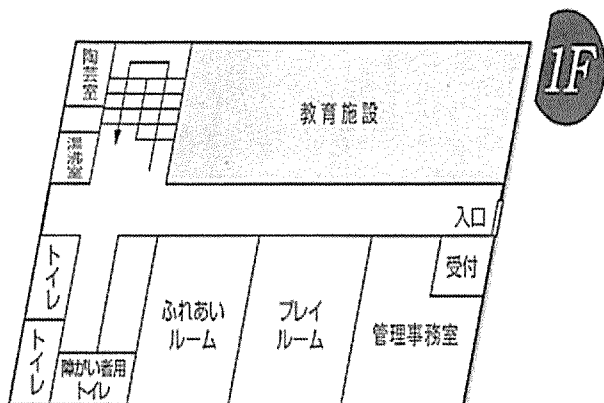 1F
陶芸室
教育施設
湯沸室
入口
受付
トイレ
ふれあい
ルーム
プレイ
ルーム
管理事務室
トイレ
障がい者用
トイレ